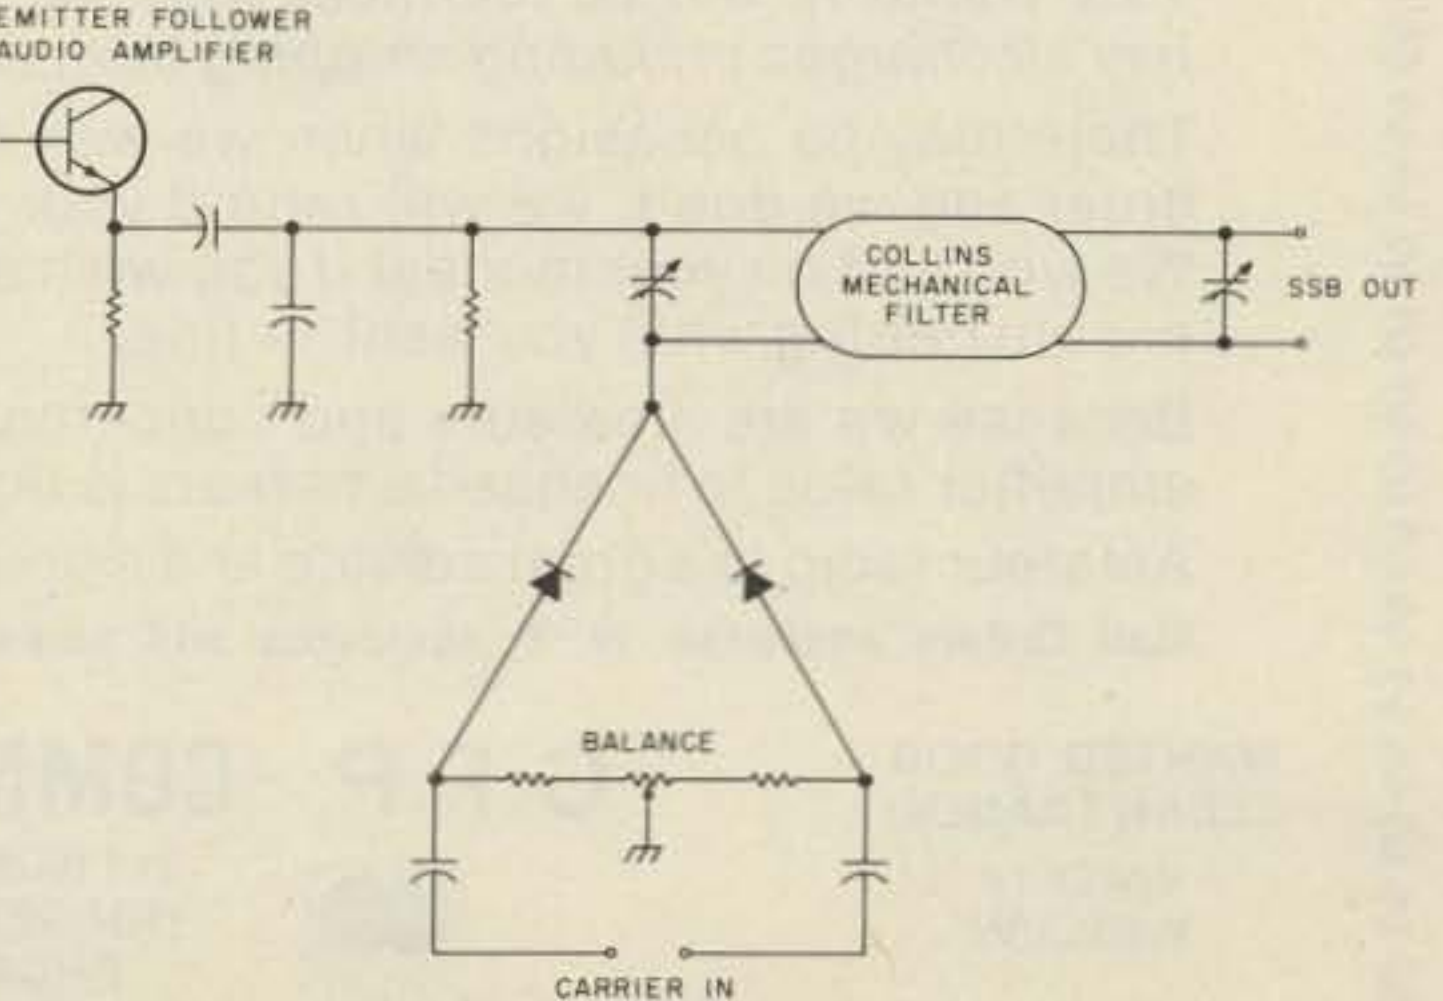 EMITTER FOLLOWER
AUDIO AMPLIFIER
COLLINS
MECHANICAL
FILTER
SSB OUT
BALANCE
CARRIER IN